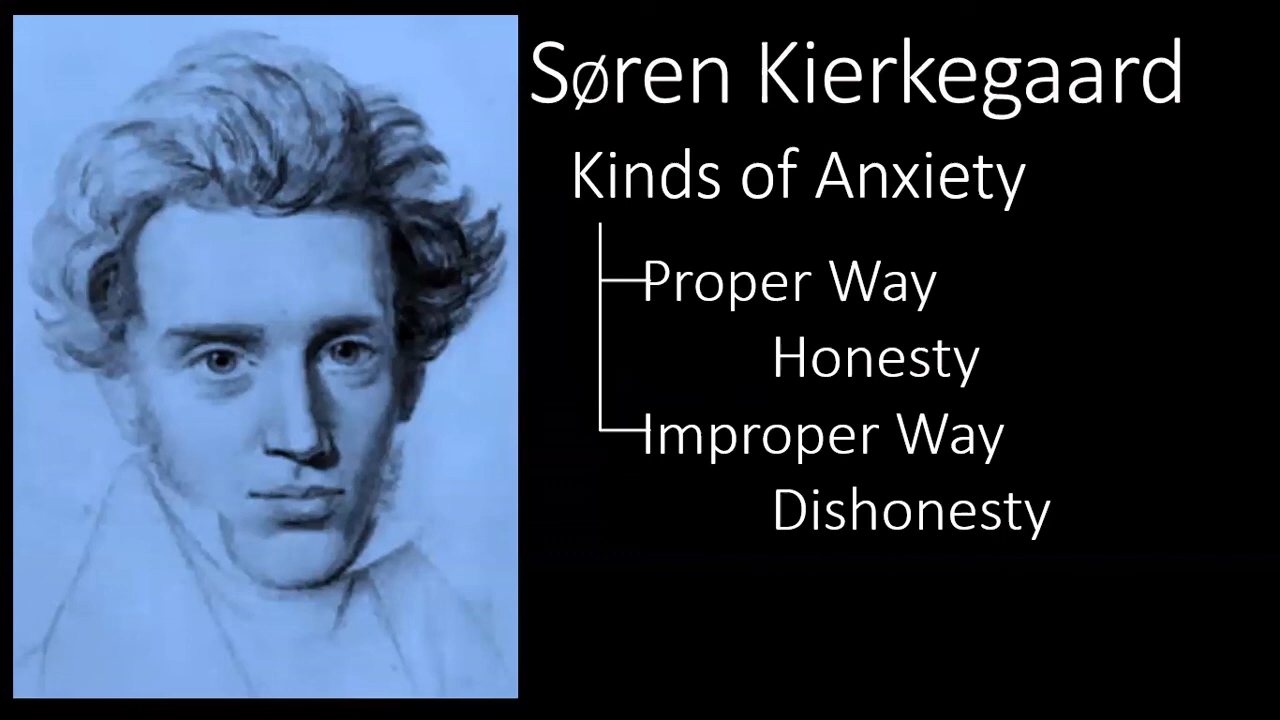 Søren Kierkegaard
Kinds of Anxiety
Proper Way
Honesty
Improper Way
Dishonesty